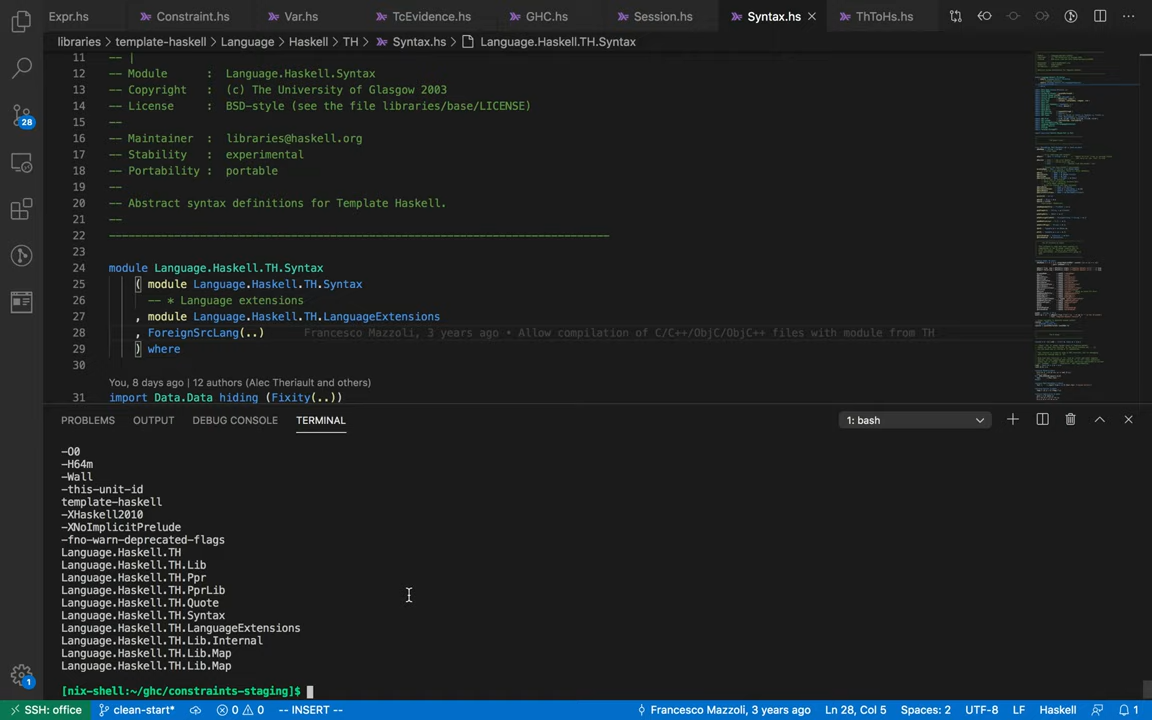 Expr.hs Constraint.hs Var.hs TcEvidence.hs GHC.hs Session.hs Syntax.hs ThToHs.hs
libraries > template-haskell > Language > Haskell > TH > Syntax.hs > Language.Haskell.TH.Syntax
11 -- |
12 -- Module : Language.Haskell.Syntax
13 -- Copyright : (c) The University of Glasgow 2003
14 -- License : BSD-style (see the file libraries/base/LICENSE)
15 --
16 -- Maintainer : libraries@haskell.org
17 -- Stability : experimental
18 -- Portability : portable
19 --
20 -- Abstract syntax definitions for Template Haskell.
21 --
22 -----------------------------------------------------------------------------
23
24 module Language.Haskell.TH.Syntax
25 ( module Language.Haskell.TH.Syntax
26 -- * Language extensions
27 , module Language.Haskell.TH.LanguageExtensions
28 , ForeignSrcLang(..) Francesco Mazzoli, 3 years ago • Allow compilation of C/C++/ObjC/ObjC++ files with module from TH
29 ) where
30
You, 8 days ago | 12 authors (Alec Theriault and others)
31 import Data.Data hiding (Fixity(..))
28
PROBLEMS OUTPUT DEBUG CONSOLE TERMINAL 1: bash
-O0
-H64m
-Wall
-this-unit-id
template-haskell
-XHaskell2010
-XNoImplicitPrelude
-fno-warn-deprecated-flags
Language.Haskell.TH
Language.Haskell.TH.Lib
Language.Haskell.TH.Ppr
Language.Haskell.TH.PprLib
Language.Haskell.TH.Quote
Language.Haskell.TH.Syntax
Language.Haskell.TH.LanguageExtensions
Language.Haskell.TH.Lib.Internal
Language.Haskell.TH.Lib.Map
Language.Haskell.TH.Lib.Map
[nix-shell:~/ghc/constraints-staging]$
1
SSH: office clean-start* 0 0 -- INSERT -- Francesco Mazzoli, 3 years ago Ln 28, Col 5 Spaces: 2 UTF-8 LF Haskell 1